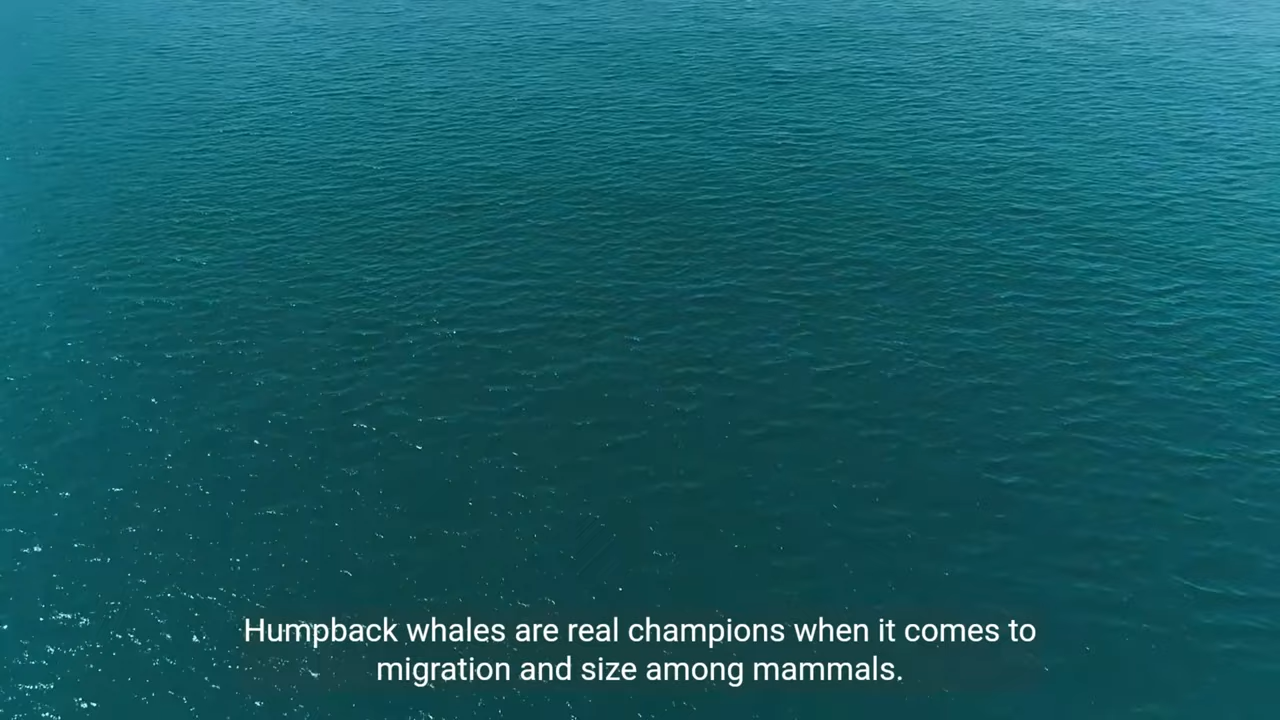 Humpback whales are real champions when it comes to
migration and size among mammals.